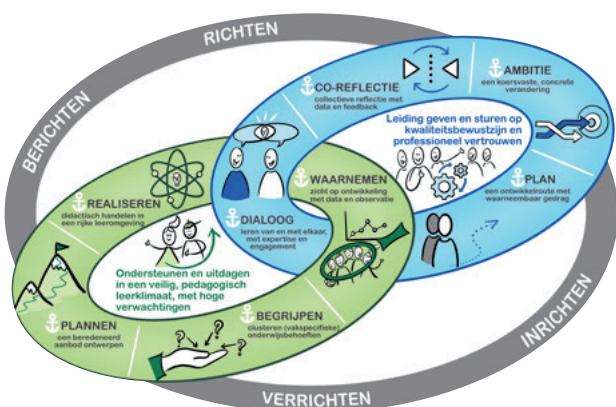 RICHTEN
BERICHTEN
INRICHTEN
VERRICHTEN
CO-REFLECTIE
collectieve reflectie met
data en feedback
AMBITIE
een koersvaste, concrete
verandering
Leiding geven en sturen op
kwaliteitsbewustzijn en
professioneel vertrouwen
PLAN
een ontwikkelroute met
waarneembaar gedrag
DIALOOG
leren van en met elkaar,
met expertise en
engagement
WAARNEMEN
zicht op ontwikkeling
met data en observatie
REALISEREN
didactisch handelen in
een rijke leeromgeving
Ondersteunen en uitdagen
in een veilig, pedagogisch
leerklimaat, met hoge
verwachtingen
PLANNEN
een beredeneerd
aanbod ontwerpen
BEGRIJPEN
clusteren (vakspecifieke)
onderwijsbehoeften
? ? ? ?